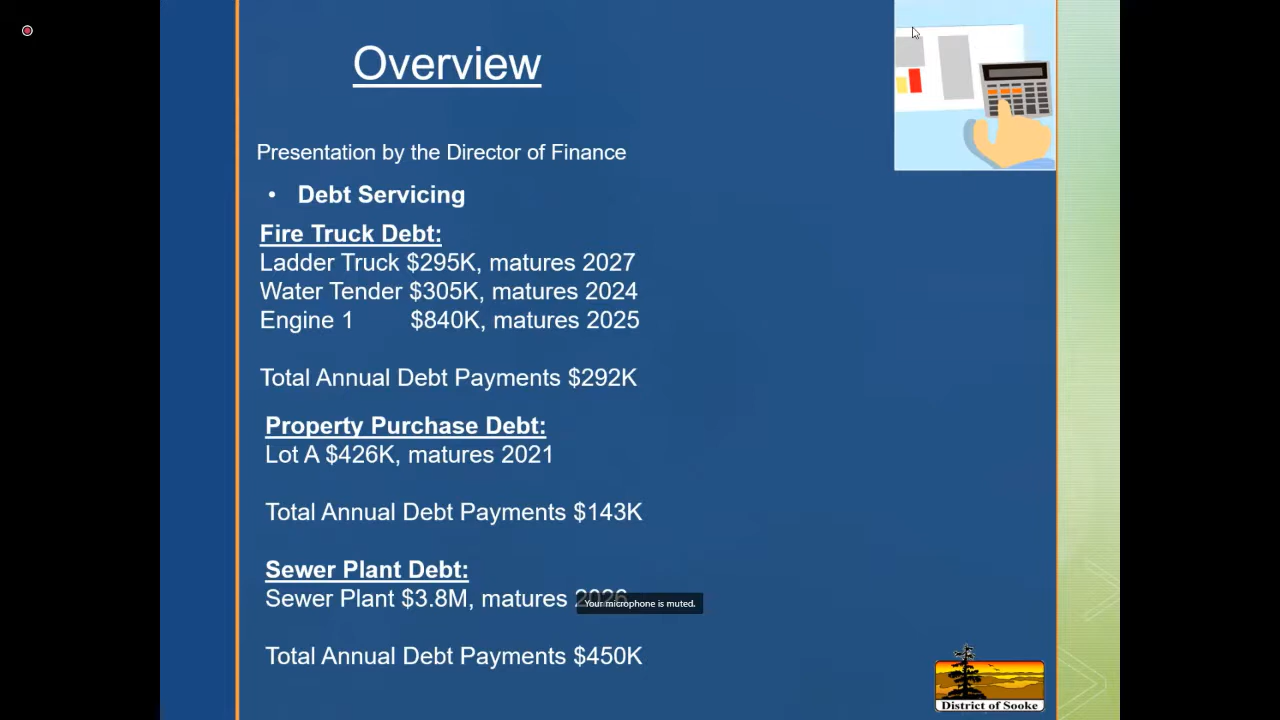 Overview
Presentation by the Director of Finance
• Debt Servicing
Fire Truck Debt:
Ladder Truck $295K, matures 2027
Water Tender $305K, matures 2024
Engine 1 $840K, matures 2025
Total Annual Debt Payments $292K
Property Purchase Debt:
Lot A $426K, matures 2021
Total Annual Debt Payments $143K
Sewer Plant Debt:
Sewer Plant $3.8M, matures 2026
Your microphone is muted.
Total Annual Debt Payments $450K
District of Sooke